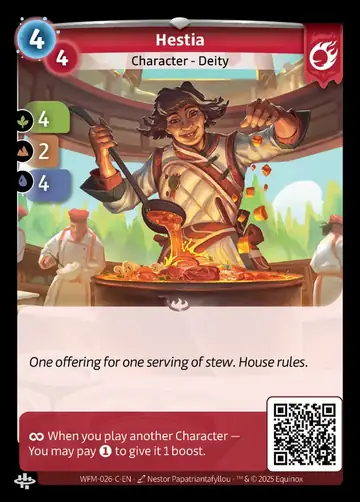 4
4
Hestia
Character - Deity
4
2
4
One offering for one serving of stew. House rules.
∞ When you play another Character —
You may pay 1 to give it 1 boost.
WFM-026-C-EN - Nestor Papatriantafyllou - ™ & © 2025 Equinox